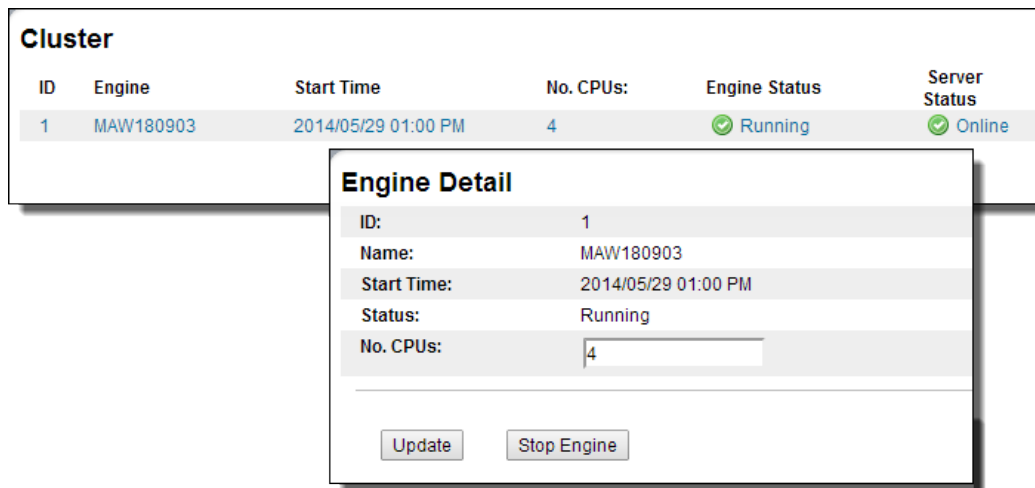 Cluster
ID Engine Start Time No. CPUs: Engine Status Server Status
1 MAW180903 2014/05/29 01:00 PM 4 Running Online
Engine Detail
ID: 1
Name: MAW180903
Start Time: 2014/05/29 01:00 PM
Status: Running
No. CPUs: 4
Update Stop Engine